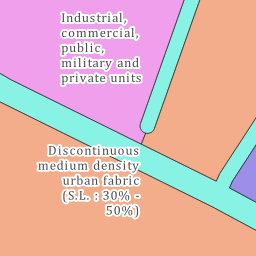 Industrial,
commercial,
public,
military and
private units
Discontinuous
medium density
urban fabric
(S.L. : 30% -
50%)